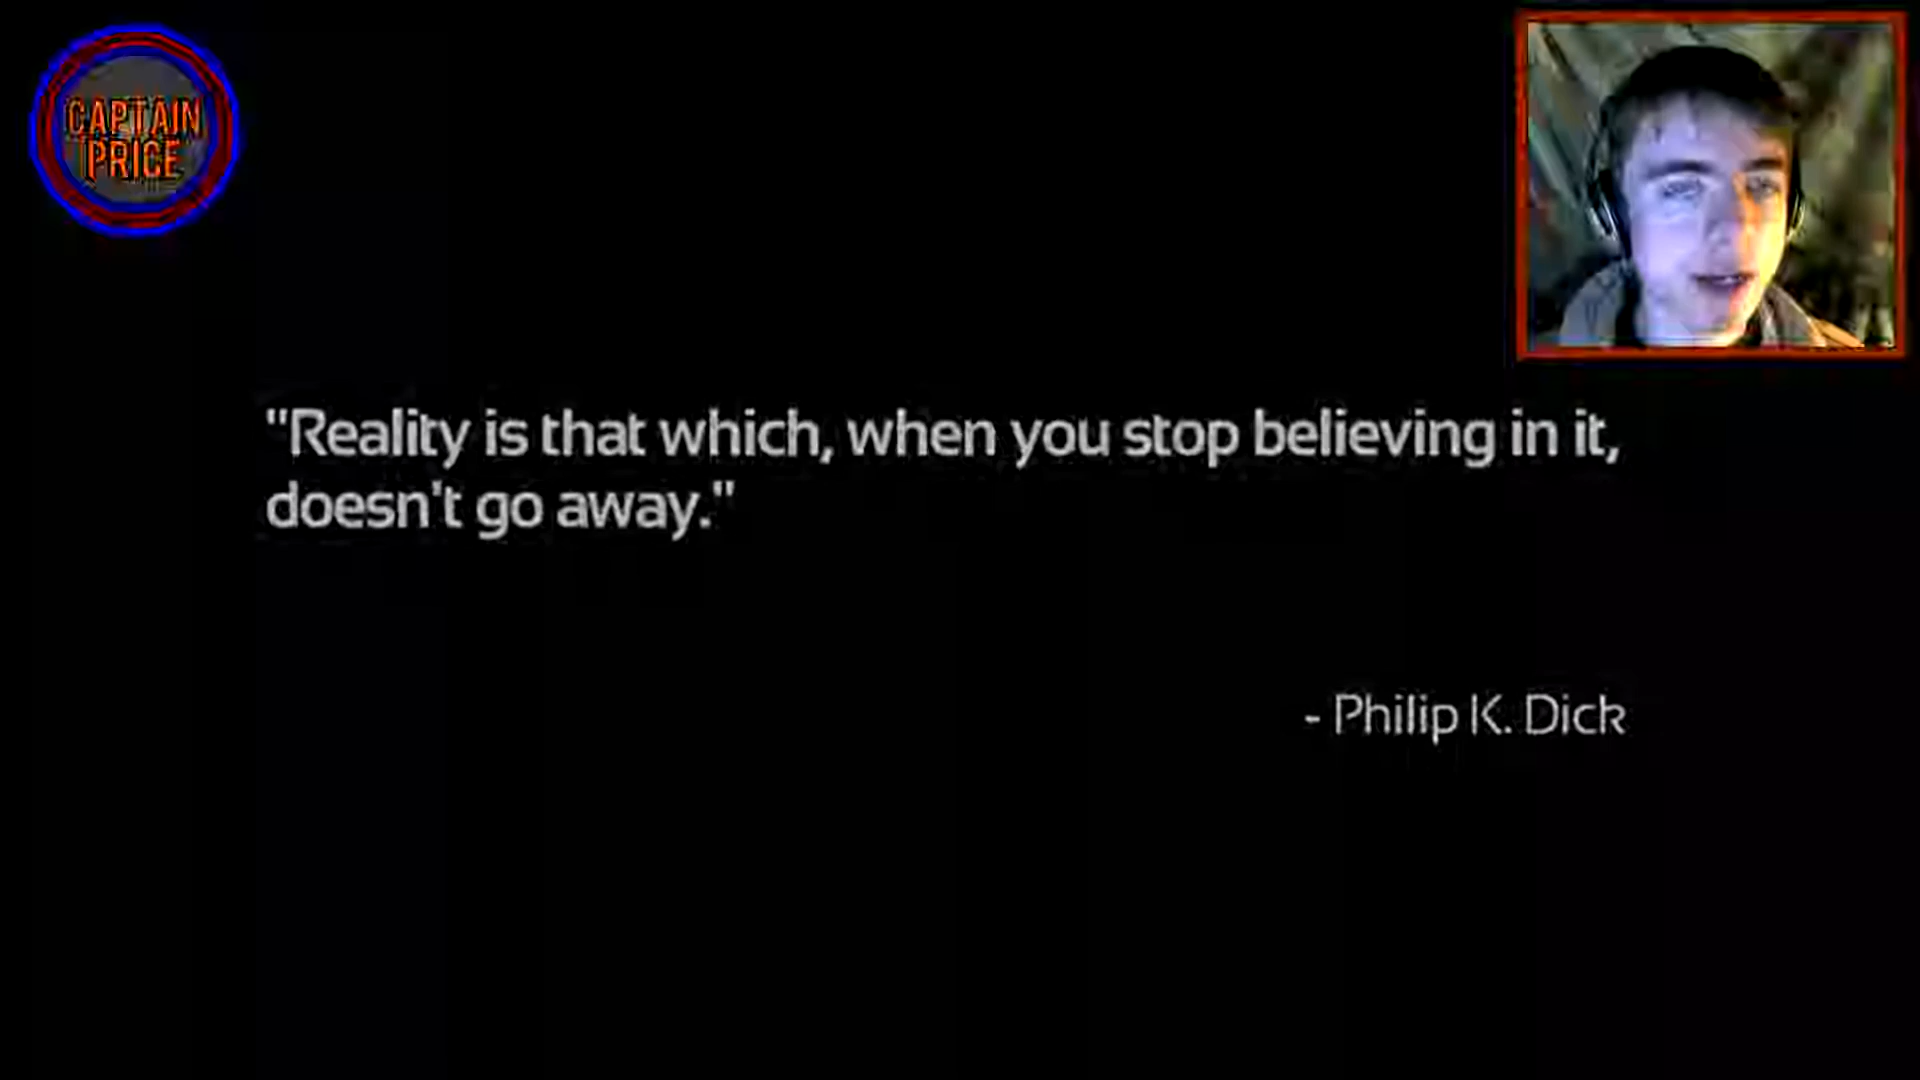 CAPTAIN
PRICE
"Reality is that which, when you stop believing in it,
doesn't go away."
- Philip K. Dick